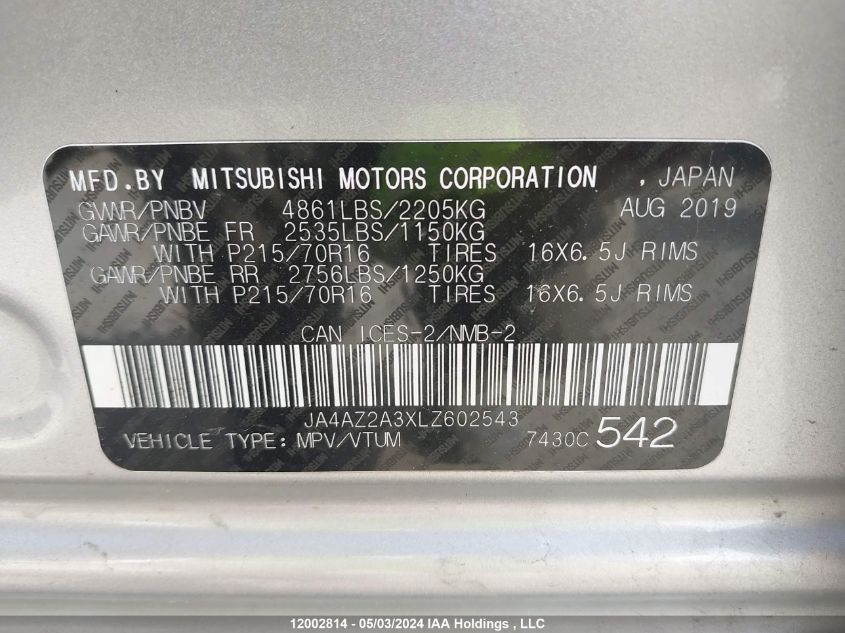 MFD.BY MITSUBISHI MOTORS CORPORATION , JAPAN
GVWR/PNBV 4861LBS/2205KG AUG 2019
GAWR/PNBE FR 2535LBS/1150KG
WITH P215/70R16 TIRES 16X6.5J RIMS
GAWR/PNBE RR 2756LBS/1250KG
WITH P215/70R16 TIRES 16X6.5J RIMS
CAN ICES-2/NMB-2
JA4AZ2A3XLZ602543
VEHICLE TYPE: MPV/VTUM 7430C 542
12002814 - 05/03/2024 IAA Holdings , LLC